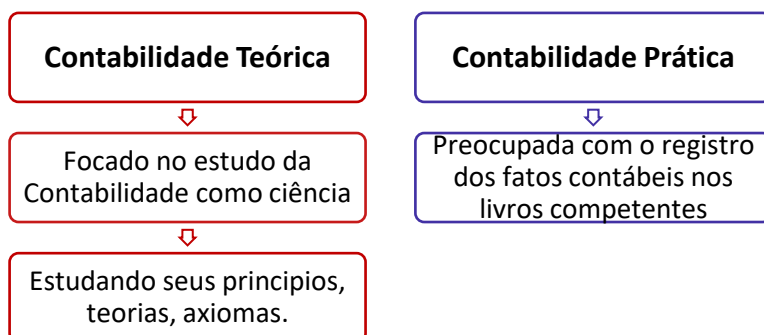 Contabilidade Teórica
Focado no estudo da
Contabilidade como ciência
Estudando seus principios,
teorias, axiomas.
Contabilidade Prática
Preocupada com o registro
dos fatos contábeis nos
livros competentes